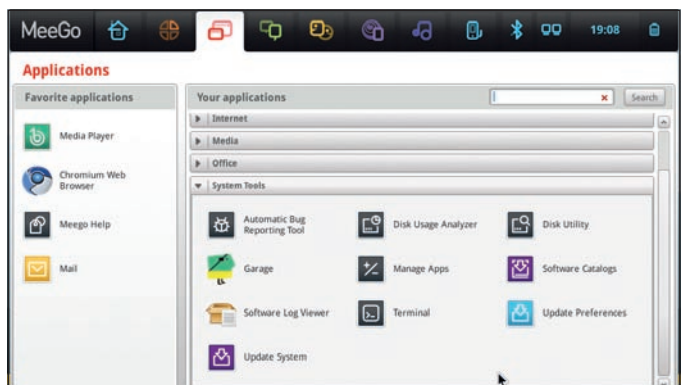 MeeGo 19:08
Applications
Favorite applications
Media Player
Chromium Web
Browser
Meego Help
Mail
Your applications
Search
Internet
Media
Office
System Tools
Automatic Bug
Reporting Tool
Disk Usage Analyzer
Disk Utility
Garage
Manage Apps
Software Catalogs
Software Log Viewer
Terminal
Update Preferences
Update System